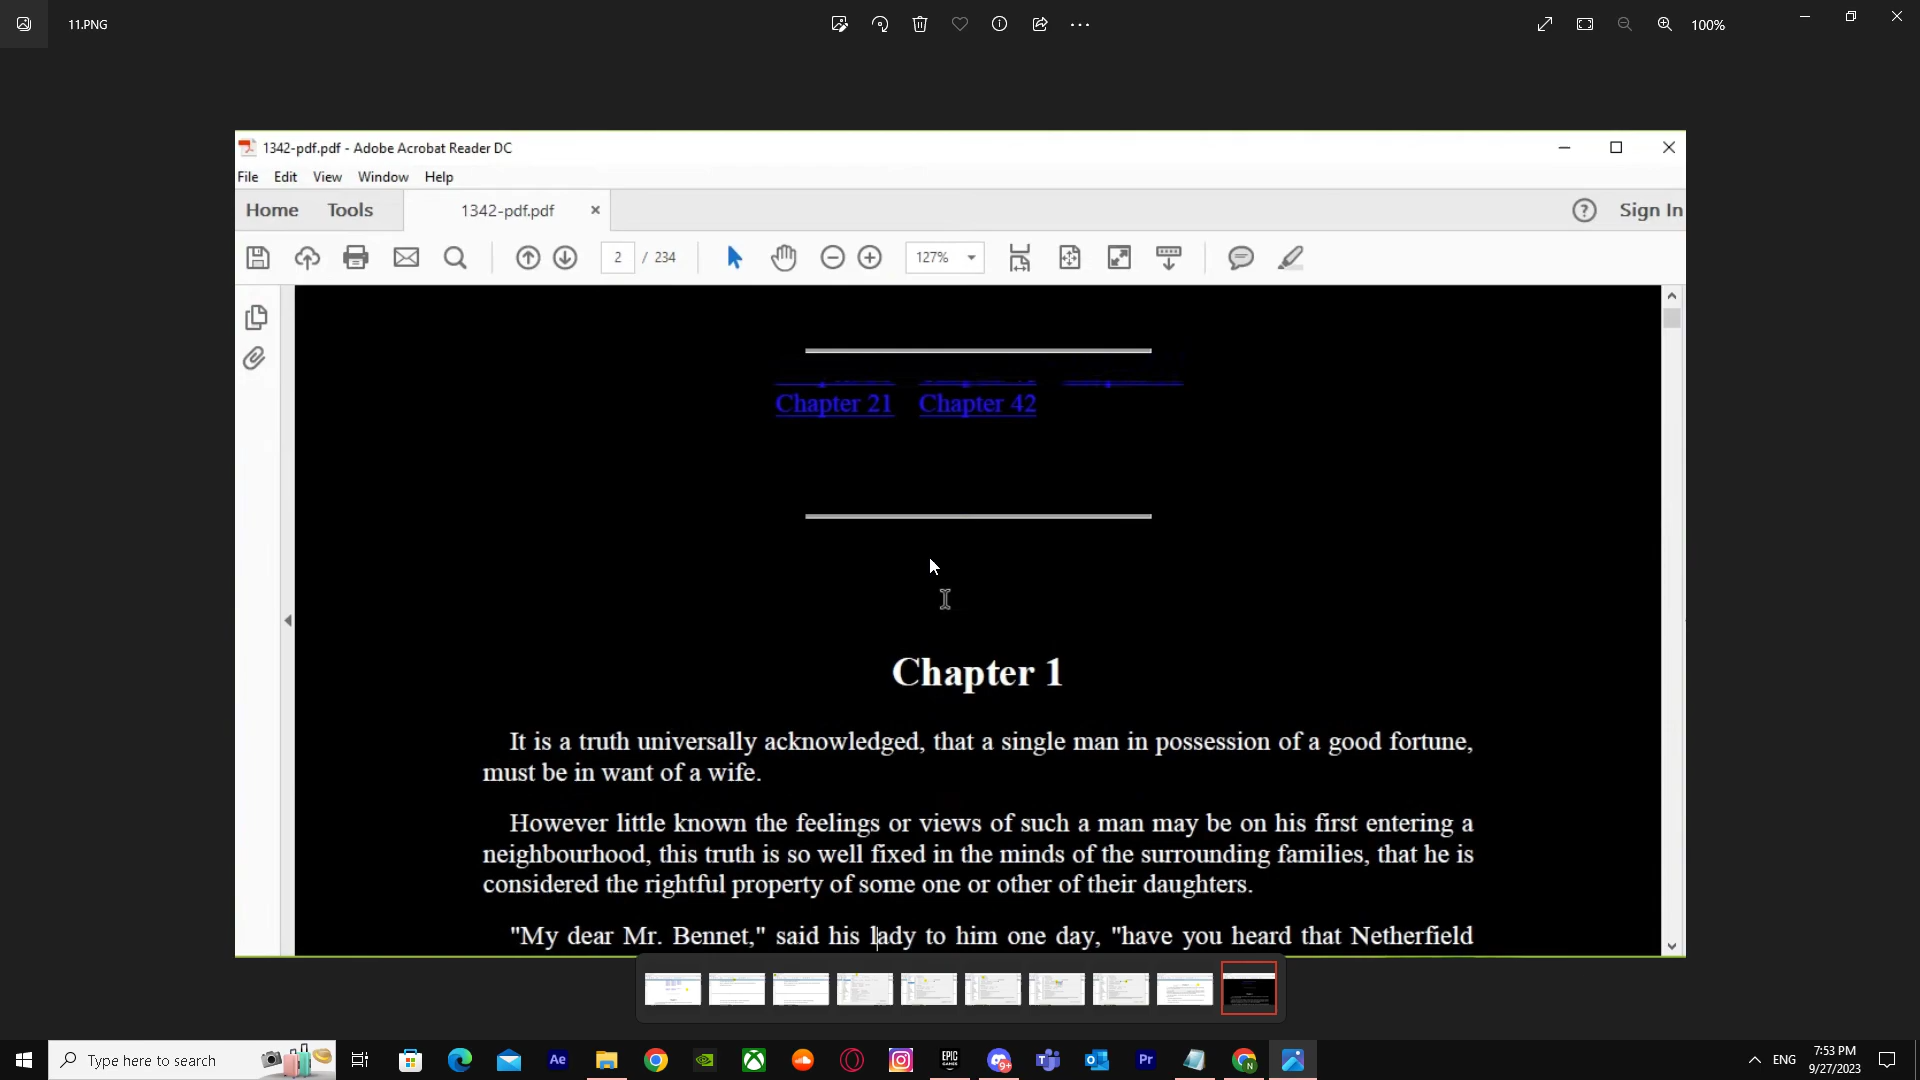 11.PNG
100%
1342-pdf.pdf - Adobe Acrobat Reader DC
File Edit View Window Help
Home Tools 1342-pdf.pdf × Sign In
2 / 234 127%
Chapter 21 Chapter 42
Chapter 1
It is a truth universally acknowledged, that a single man in possession of a good fortune,
must be in want of a wife.
However little known the feelings or views of such a man may be on his first entering a
neighbourhood, this truth is so well fixed in the minds of the surrounding families, that he is
considered the rightful property of some one or other of their daughters.
"My dear Mr. Bennet," said his lady to him one day, "have you heard that Netherfield
Type here to search
Ae
EPIC GAMES
9+
Pr
N
ENG
7:53 PM
9/27/2023